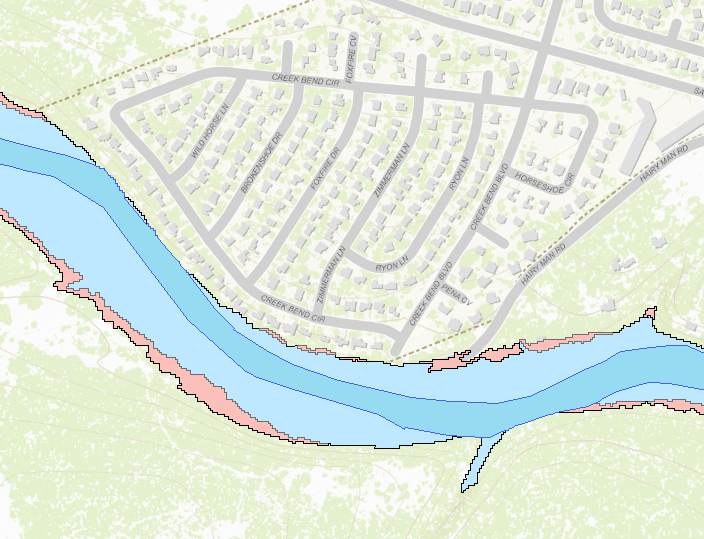 FOXFIRE CV
CREEK BEND CIR
SA
WILD HORSE LN
BROKENSHOE DR
FOXFIRE DR
ZIMMERMAN LN
RYON LN
CREEK BEND BLVD
HORSESHOE CIR
HAIRY MAN RD
HAIRY MAN RD
RYON LN
ZIMMERMAN LN
CREEK BEND BLVD
PENA CV
CREEK BEND CIR